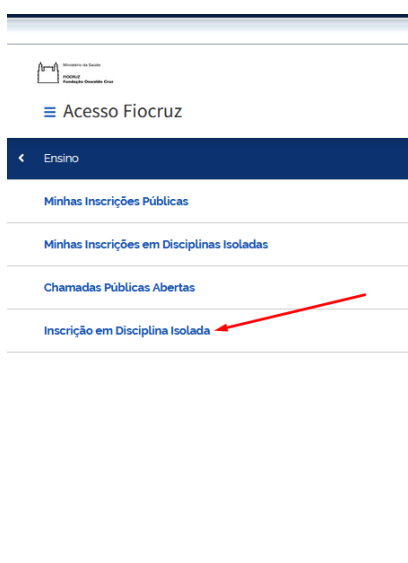 Ministério da Saúde
FIOCRUZ
Fundação Oswaldo Cruz
Acesso Fiocruz
Ensino
Minhas Inscrições Públicas
Minhas Inscrições em Disciplinas Isoladas
Chamadas Públicas Abertas
Inscrição em Disciplina Isolada